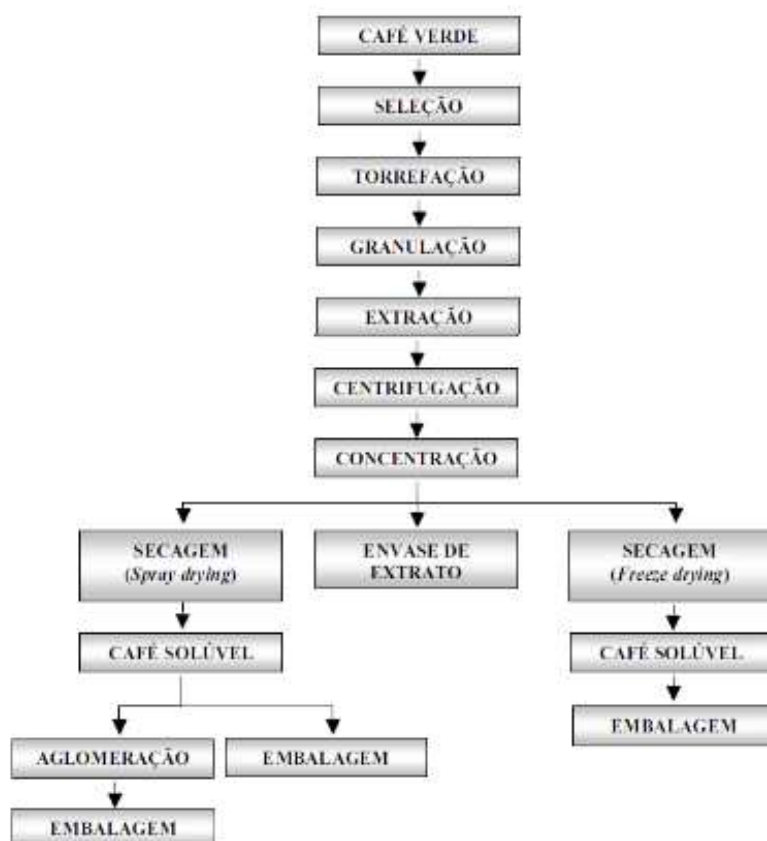 CAFÉ VERDE
SELEÇÃO
TORREFAÇÃO
GRANULAÇÃO
EXTRAÇÃO
CENTRIFUGAÇÃO
CONCENTRAÇÃO
SECAGEM
(Spray drying)
ENVASE DE
EXTRATO
SECAGEM
(Freeze drying)
CAFÉ SOLÚVEL
CAFÉ SOLÚVEL
AGLOMERAÇÃO
EMBALAGEM
EMBALAGEM
EMBALAGEM